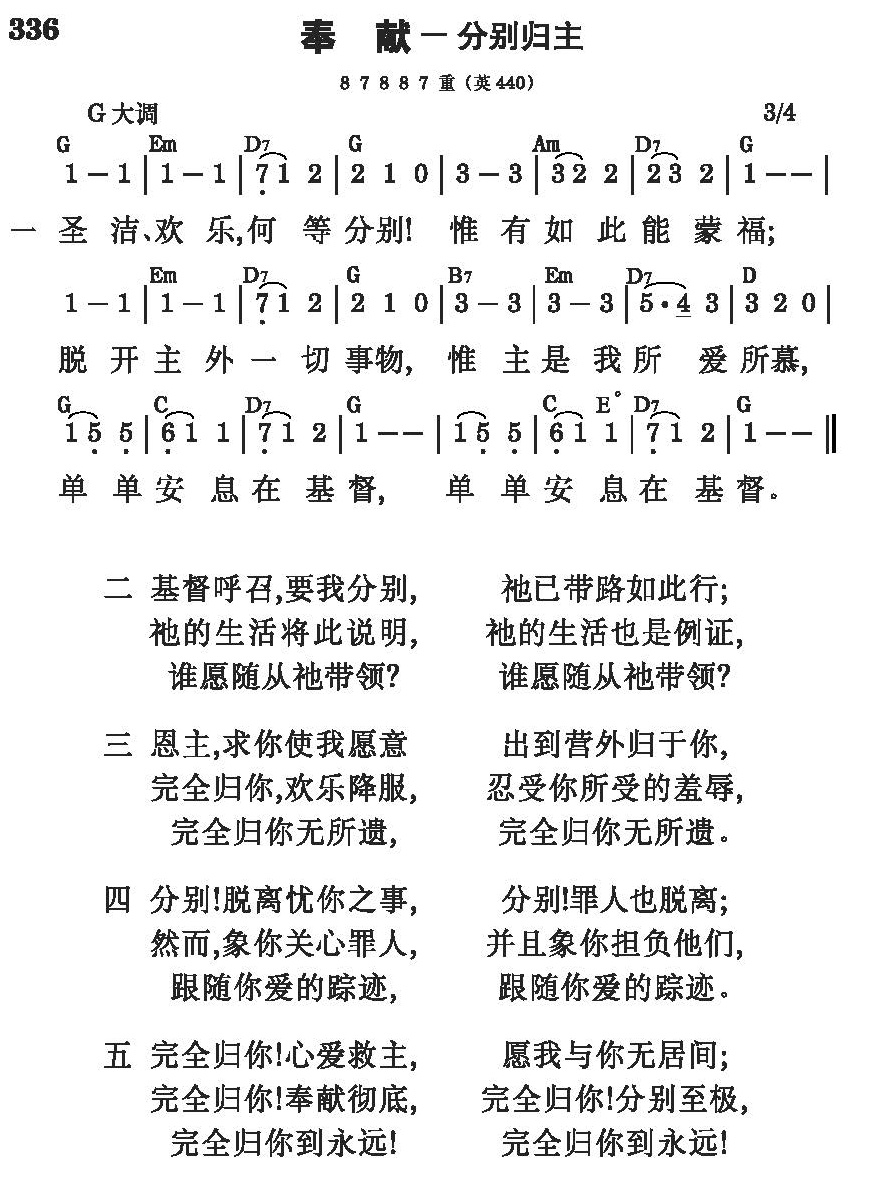 336
奉 献 － 分别归主
8 7 8 8 7 重 (英 440)
G 大调 3/4
G Em D7 G Am D7 G
1 – 1 | 1 – 1 | 7̣ 1 2 | 2 1 0 | 3 – 3 | 3 2 2 | 2 3 2 | 1 – – |
一 圣 洁、欢 乐,何 等 分别! 惟 有 如 此 能 蒙 福;
Em D7 G B7 Em D7 D
1 – 1 | 1 – 1 | 7̣ 1 2 | 2 1 0 | 3 – 3 | 3 – 3 | 5 · 4 3 | 3 2 0 |
脱 开 主 外 一 切 事物, 惟 主 是 我 所 爱 所慕,
G C D7 G C E° D7 G
1 5̣ 5̣ | 6̣ 1 1 | 7̣ 1 2 | 1 – – | 1 5̣ 5̣ | 6̣ 1 1 | 7̣ 1 2 | 1 – – ‖
单 单 安 息 在 基 督, 单 单 安 息 在 基 督。
二 基督呼召,要我分别, 祂已带路如此行;
祂的生活将此说明, 祂的生活也是例证,
谁愿随从祂带领? 谁愿随从祂带领?
三 恩主,求你使我愿意 出到营外归于你,
完全归你,欢乐降服, 忍受你所受的羞辱,
完全归你无所遗, 完全归你无所遗。
四 分别!脱离忧你之事, 分别!罪人也脱离;
然而,象你关心罪人, 并且象你担负他们,
跟随你爱的踪迹, 跟随你爱的踪迹。
五 完全归你!心爱救主, 愿我与你无居间;
完全归你!奉献彻底, 完全归你!分别至极,
完全归你到永远! 完全归你到永远!